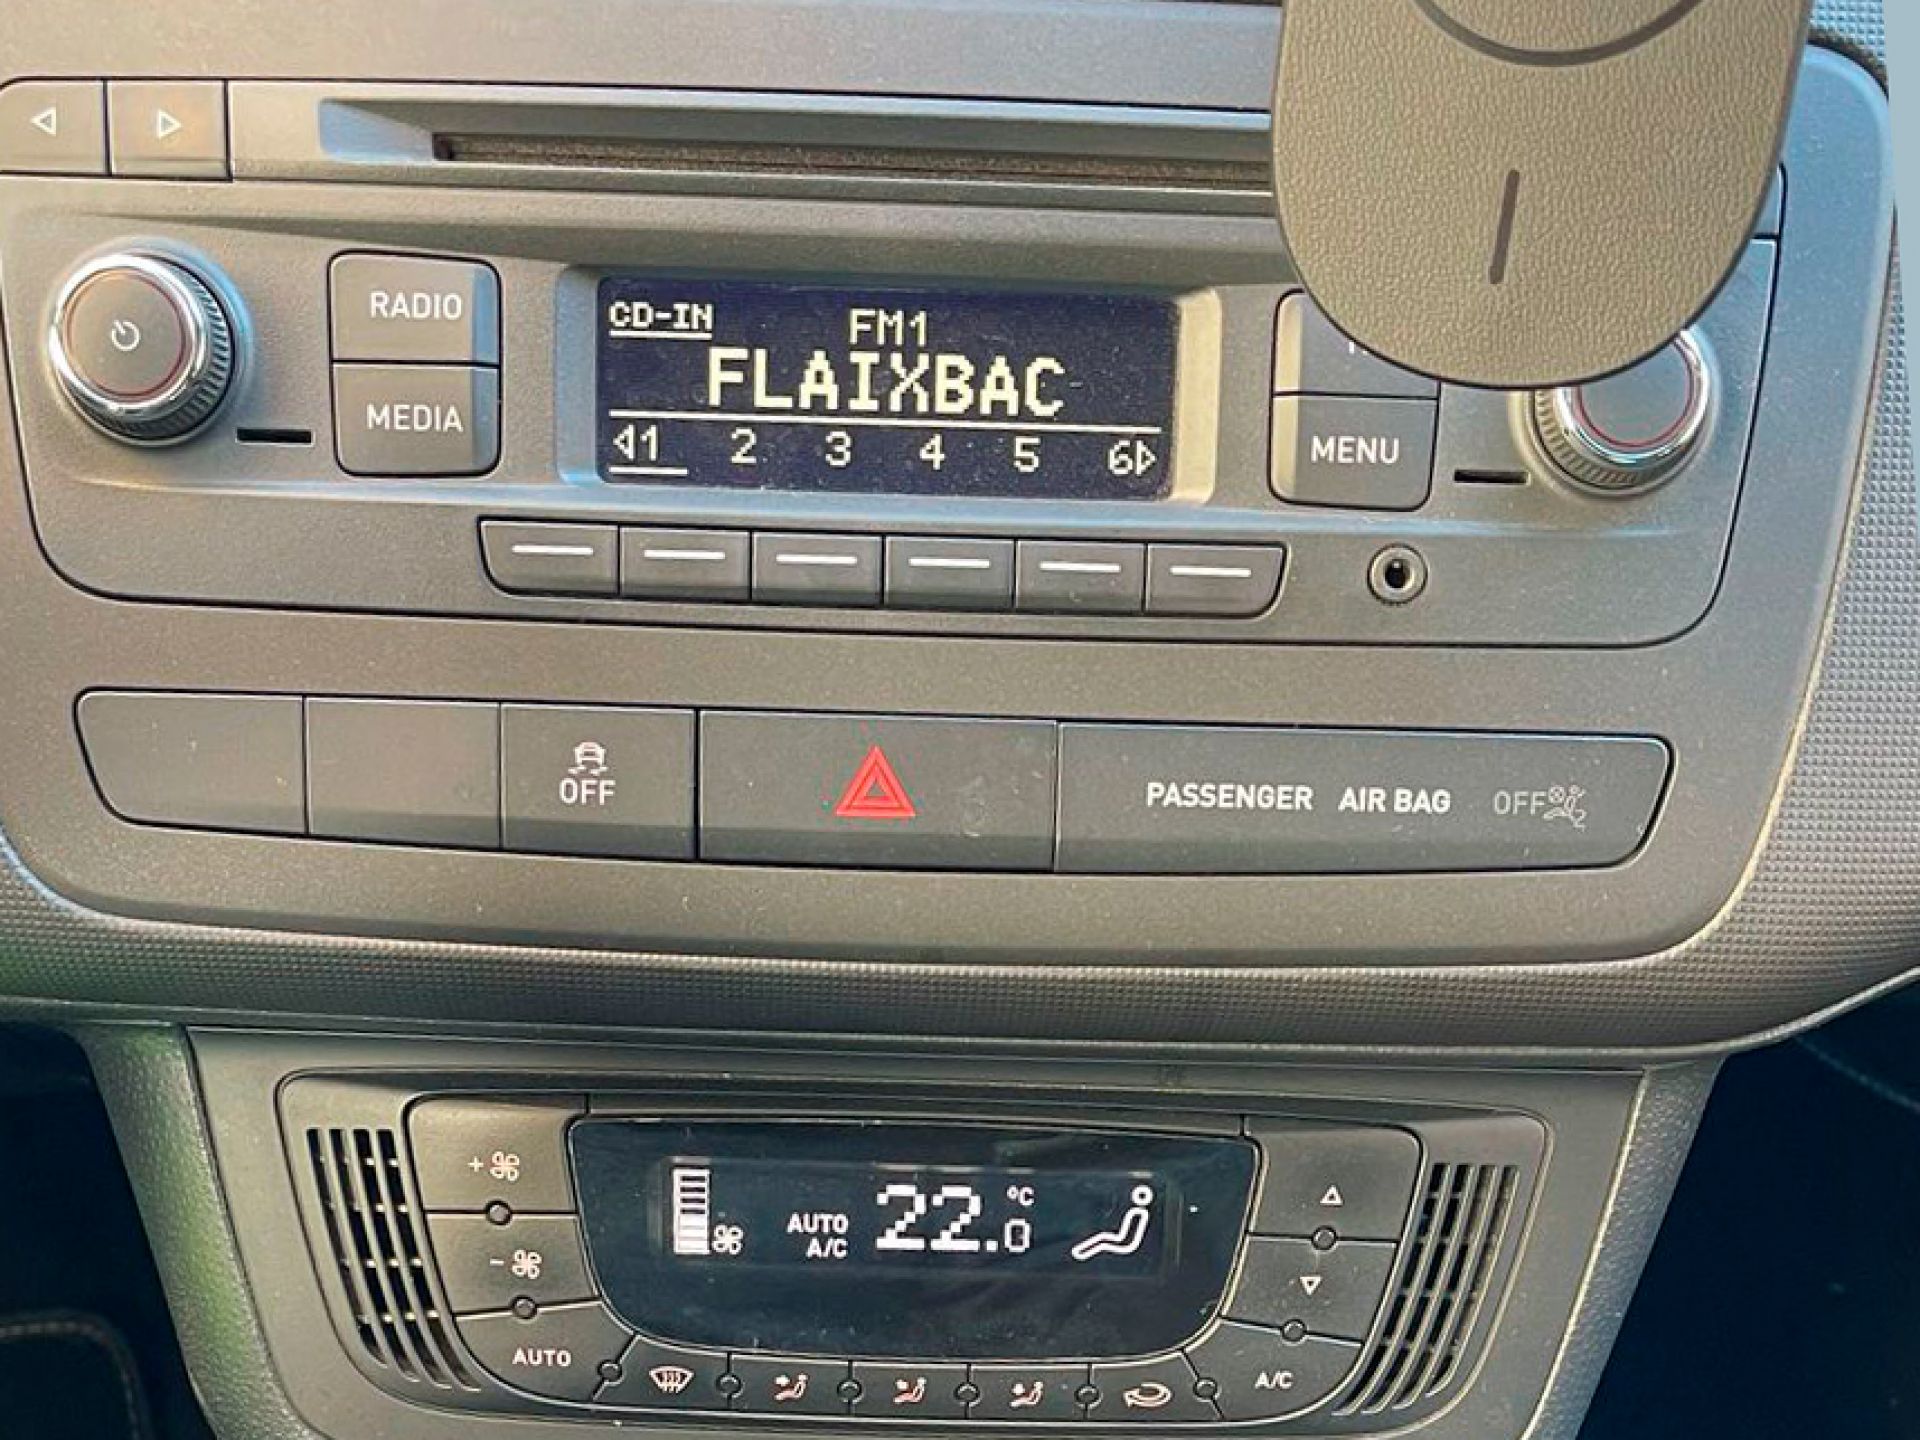 RADIO
MEDIA
CD-IN
FM1
FLAIXBAC
1 2 3 4 5 6
MENU
OFF
PASSENGER AIR BAG OFF
+
-
AUTO
AUTO
A/C
22.0 °C
A/C